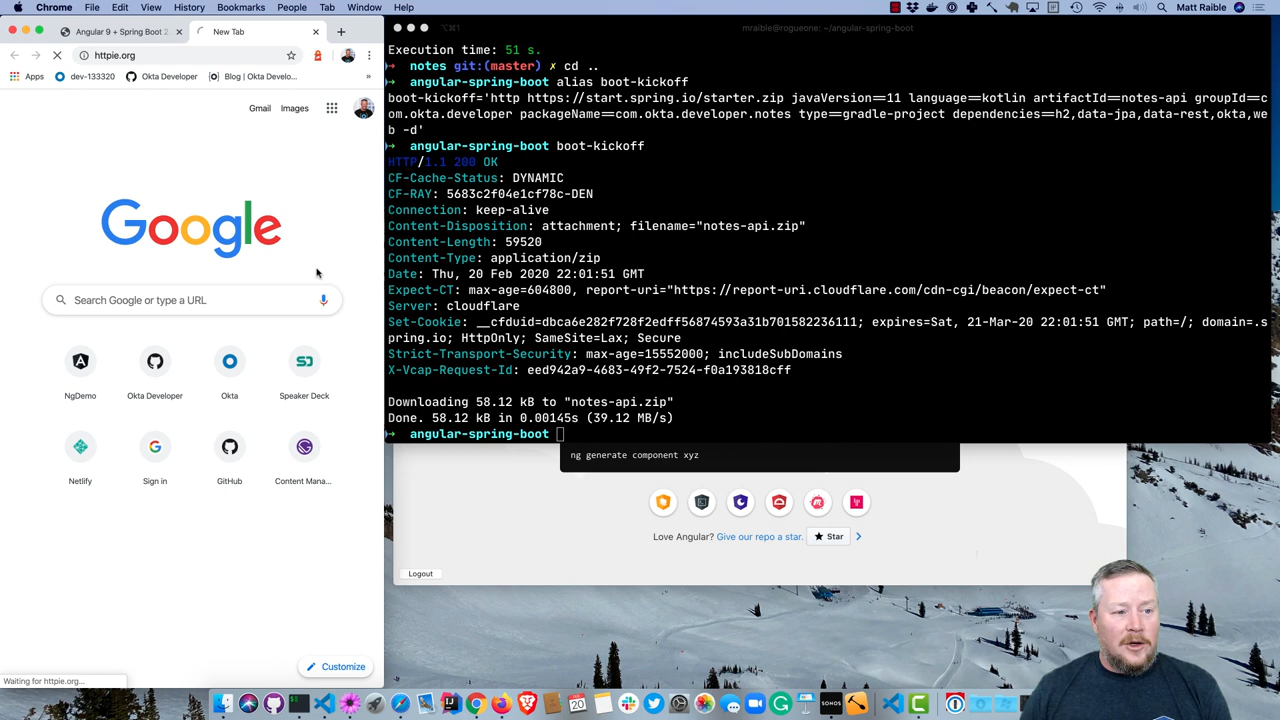 Chrome File Edit View History Bookmarks People Tab Window Help
Matt Raible
Angular 9 + Spring Boot 2
New Tab
httpie.org
Apps dev-133320 Okta Developer Blog | Okta Develo... »
Gmail Images
Google
Search Google or type a URL
NgDemo Okta Developer Okta Speaker Deck
Netlify Sign in GitHub Content Mana...
Customize
Waiting for httpie.org...
⌥⌘1 mraible@rogueone: ~/angular-spring-boot
Execution time: 51 s.
➜ notes git:(master) ✗ cd ..
➜ angular-spring-boot alias boot-kickoff
boot-kickoff='http https://start.spring.io/starter.zip javaVersion==11 language==kotlin artifactId==notes-api groupId==c
om.okta.developer packageName==com.okta.developer.notes type==gradle-project dependencies==h2,data-jpa,data-rest,okta,we
b -d'
➜ angular-spring-boot boot-kickoff
HTTP/1.1 200 OK
CF-Cache-Status: DYNAMIC
CF-RAY: 5683c2f04e1cf78c-DEN
Connection: keep-alive
Content-Disposition: attachment; filename="notes-api.zip"
Content-Length: 59520
Content-Type: application/zip
Date: Thu, 20 Feb 2020 22:01:51 GMT
Expect-CT: max-age=604800, report-uri="https://report-uri.cloudflare.com/cdn-cgi/beacon/expect-ct"
Server: cloudflare
Set-Cookie: __cfduid=dbca6e282f728f2edff56874593a31b701582236111; expires=Sat, 21-Mar-20 22:01:51 GMT; path=/; domain=.s
pring.io; HttpOnly; SameSite=Lax; Secure
Strict-Transport-Security: max-age=15552000; includeSubDomains
X-Vcap-Request-Id: eed942a9-4683-49f2-7524-f0a193818cff
Downloading 58.12 kB to "notes-api.zip"
Done. 58.12 kB in 0.00145s (39.12 MB/s)
➜ angular-spring-boot
ng generate component xyz
Love Angular? Give our repo a star. Star
Logout
FEB
20
SONOS